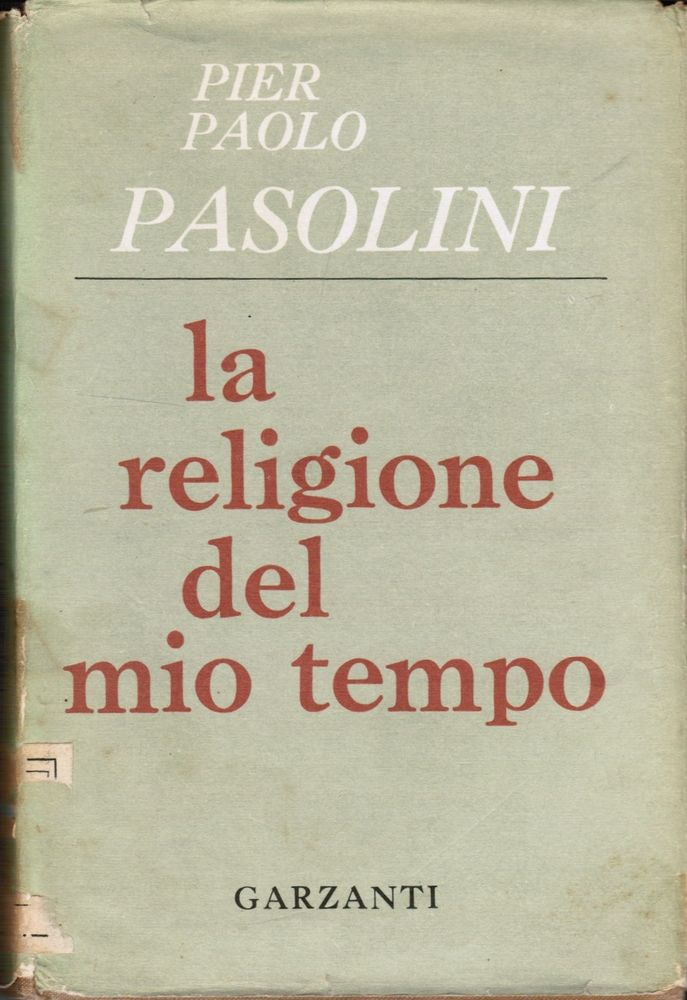 PIER
PAOLO
PASOLINI
la
religione
del
mio tempo
GARZANTI